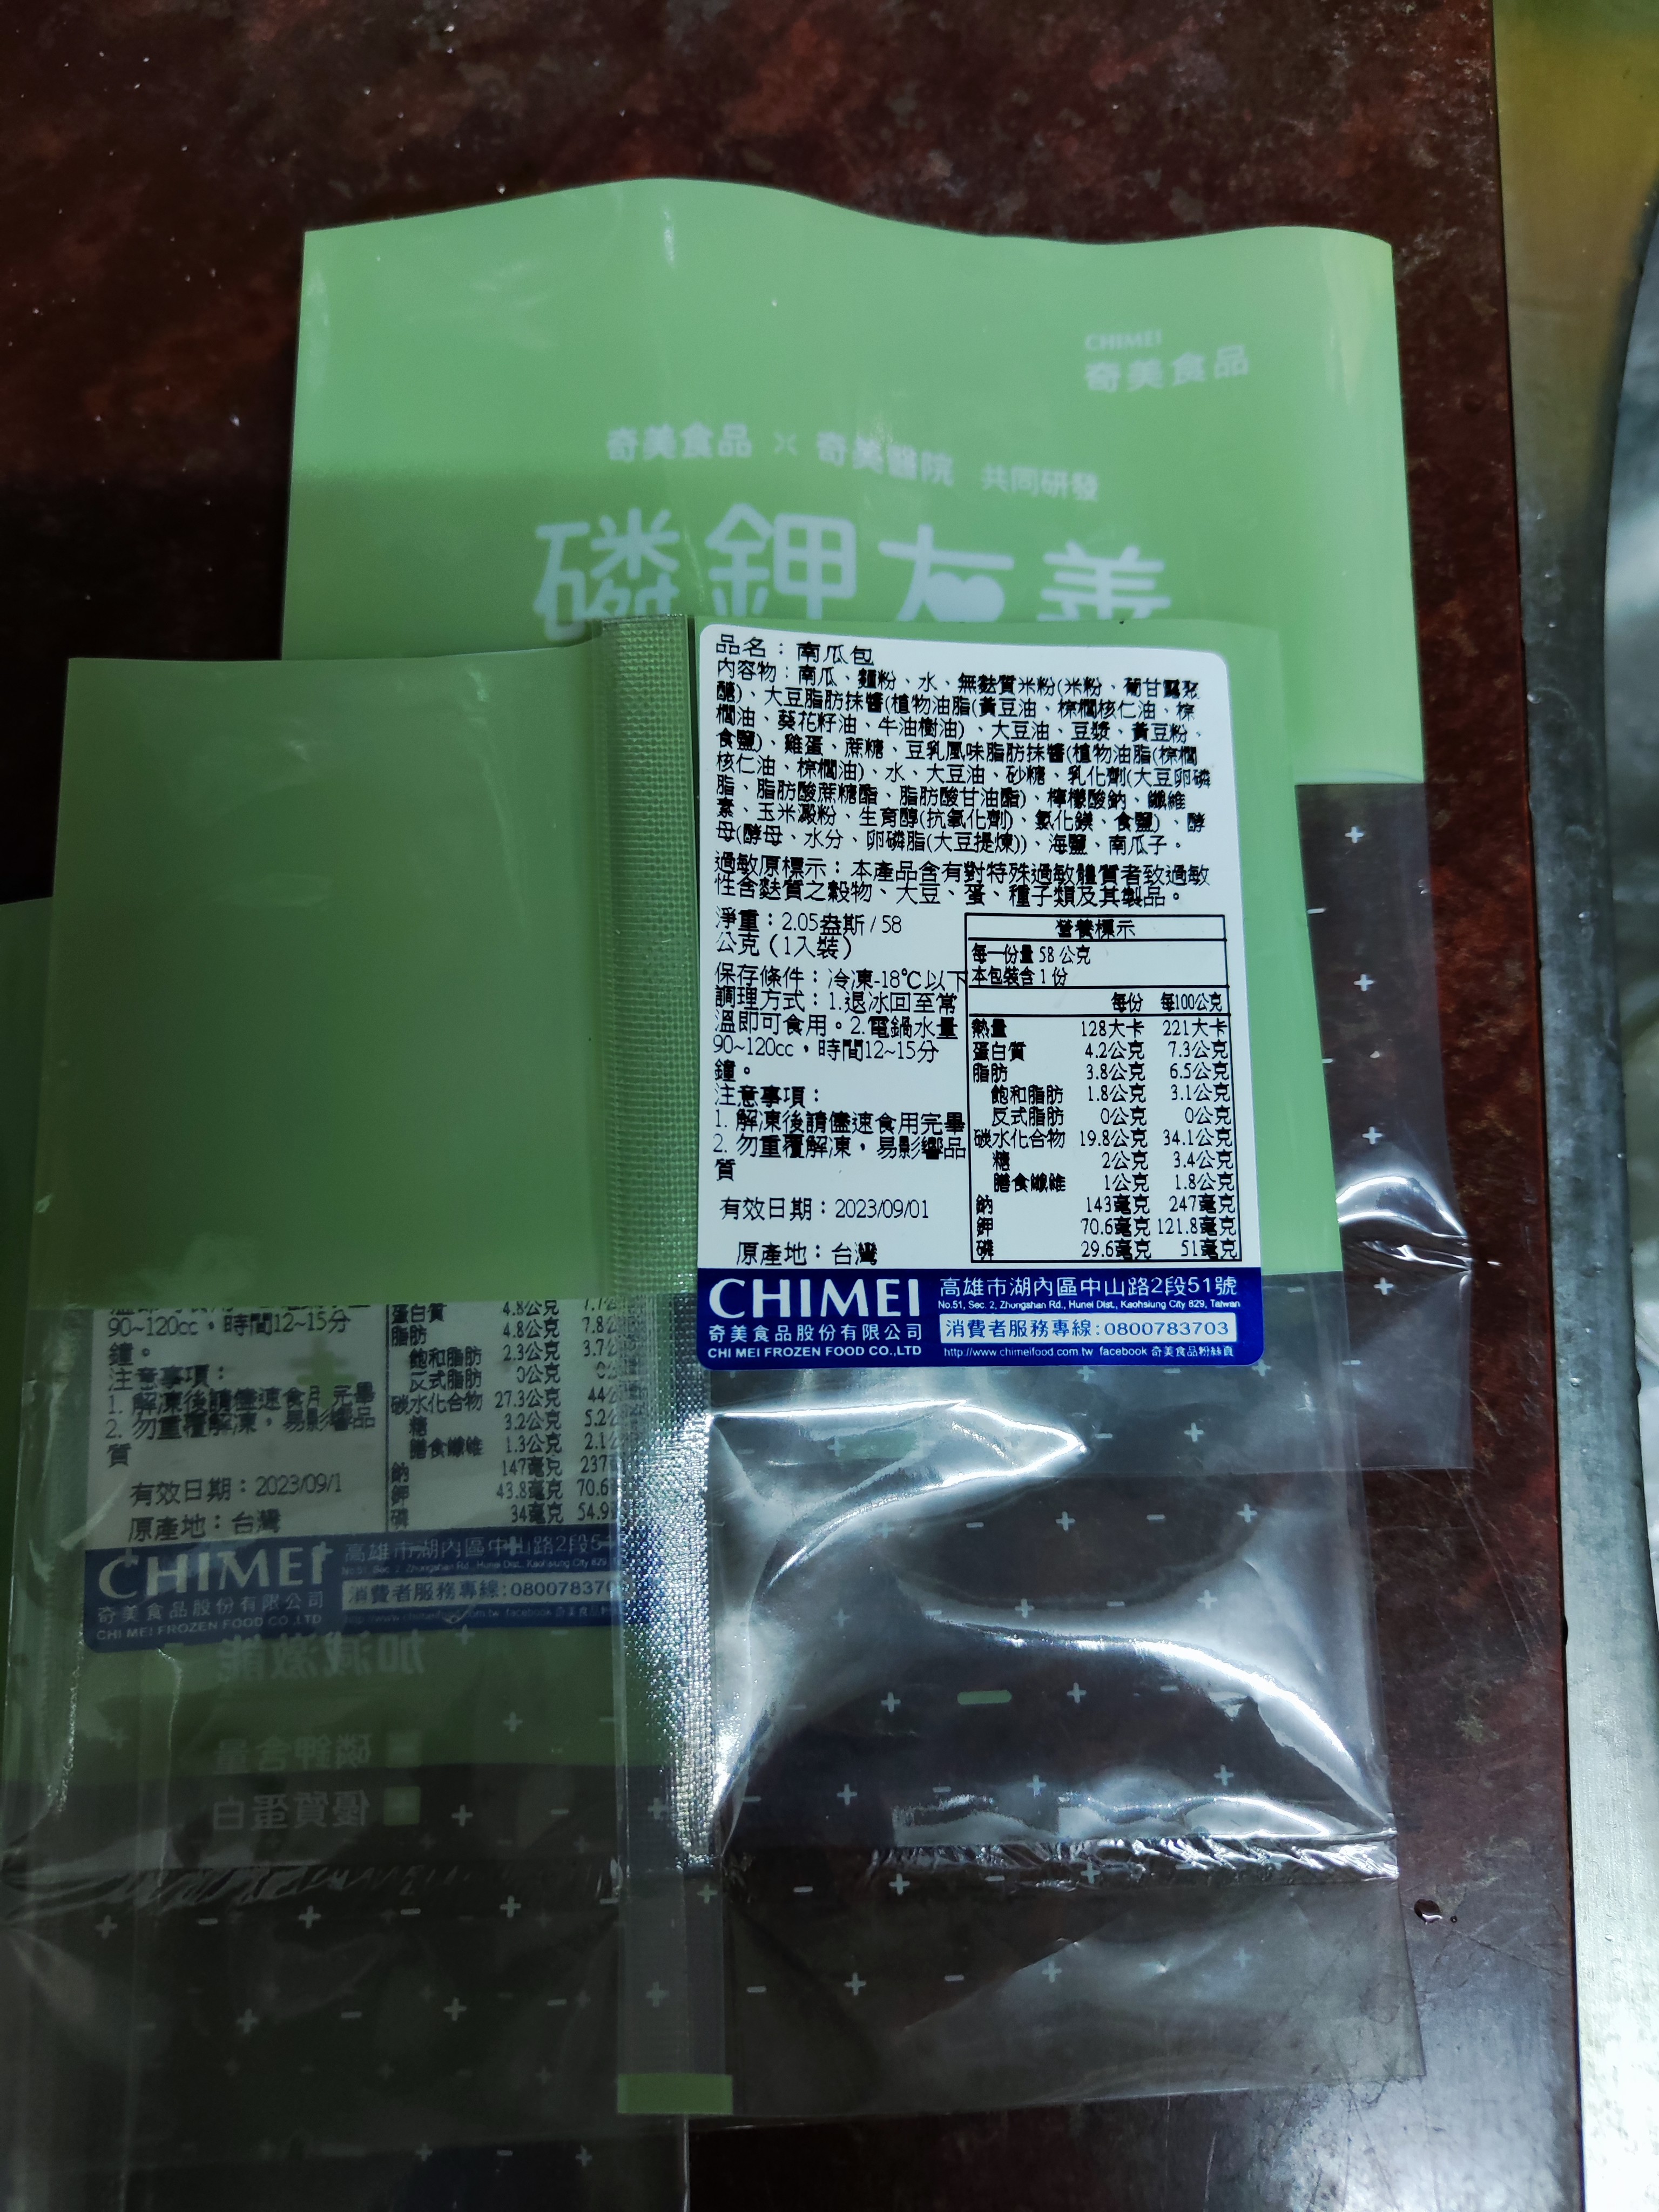 CHIMEI
奇美食品
奇美食品 奇美醫院 共同研發
磷鉀友善
品名：南瓜包
內容物：南瓜、麵粉、水、無麩質米粉(米粉、葡甘露聚
醣)、大豆脂肪抹醬(植物油脂(黃豆油、棕櫚核仁油、棕
櫚油、葵花籽油、牛油樹油)、大豆油、豆漿、黃豆粉、
食鹽)、雞蛋、蔗糖、豆乳風味脂肪抹醬(植物油脂(棕櫚
核仁油、棕櫚油)、水、大豆油、砂糖、乳化劑(大豆卵磷
脂、脂肪酸蔗糖酯、脂肪酸甘油酯)、檸檬酸鈉、纖維
素、玉米澱粉、生育醇(抗氧化劑)、氯化鎂、食鹽)、酵
母(酵母、水分、卵磷脂(大豆提煉))、海鹽、南瓜子。
過敏原標示：本產品含有對特殊過敏體質者致過敏
性含麩質之穀物、大豆、蛋、種子類及其製品。
淨重：2.05盎斯/58
公克（1入裝）
保存條件：冷凍-18℃以下
調理方式：1.退冰回至常
溫即可食用。2.電鍋水量
90~120cc，時間12~15分
鐘。
注意事項：
1. 解凍後請儘速食用完畢
2. 勿重覆解凍，易影響品
質
有效日期：2023/09/01
原產地：台灣
營養標示
每一份量 58 公克
本包裝含 1 份
每份 每100公克
熱量 128大卡 221大卡
蛋白質 4.2公克 7.3公克
脂肪 3.8公克 6.5公克
飽和脂肪 1.8公克 3.1公克
反式脂肪 0公克 0公克
碳水化合物 19.8公克 34.1公克
糖 2公克 3.4公克
膳食纖維 1公克 1.8公克
鈉 143毫克 247毫克
鉀 70.6毫克 121.8毫克
磷 29.6毫克 51毫克
CHIMEI
奇美食品股份有限公司
CHI MEI FROZEN FOOD CO.,LTD
高雄市湖內區中山路2段51號
No.51, Sec. 2, Zhongshan Rd., Hunei Dist., Kaohsiung City 829, Taiwan
消費者服務專線:0800783703
http://www.chimeifood.com.tw facebook 奇美食品粉絲頁
90~120cc，時間12~15分
鐘。
注意事項：
1. 解凍後請儘速食用完畢
2. 勿重覆解凍，易影響品
質
有效日期：2023/09/1
原產地：台灣
蛋白質 4.8公克
脂肪 4.8公克 7.8
飽和脂肪 2.3公克 3.7
反式脂肪 0公克
碳水化合物 27.3公克 44
糖 3.2公克 5.2
膳食纖維 1.3公克 2.1
鈉 147毫克 237
鉀 43.8毫克 70.6
磷 34毫克 54.9
CHIMEI
奇美食品股份有限公司
CHI MEI FROZEN FOOD CO.,LTD
高雄市湖內區中山路2段5
消費者服務專線:08007837
加減激能
磷鉀含量
優質蛋白